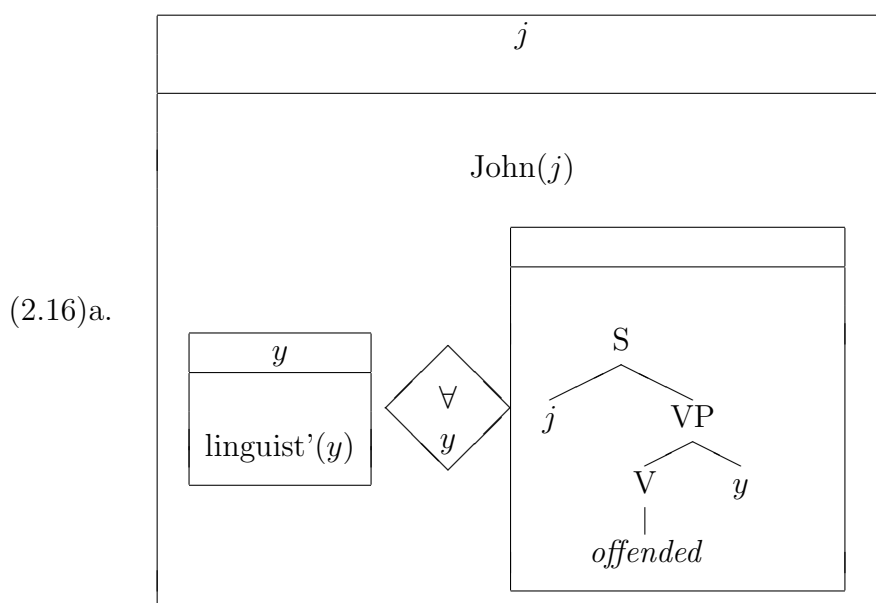 j
John(j)
(2.16)a.
y
linguist’(y)
∀
y
S
j
VP
V
y
offended